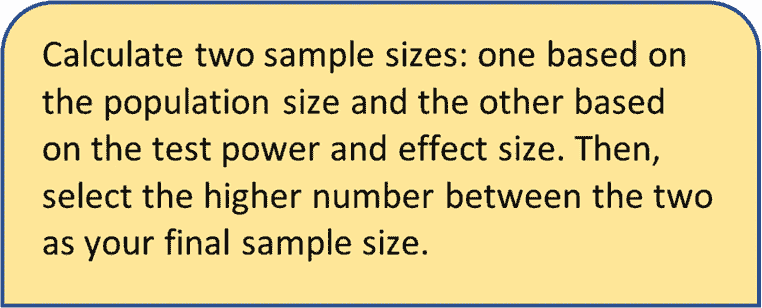 Calculate two sample sizes: one based on
the population size and the other based
on the test power and effect size. Then,
select the higher number between the two
as your final sample size.